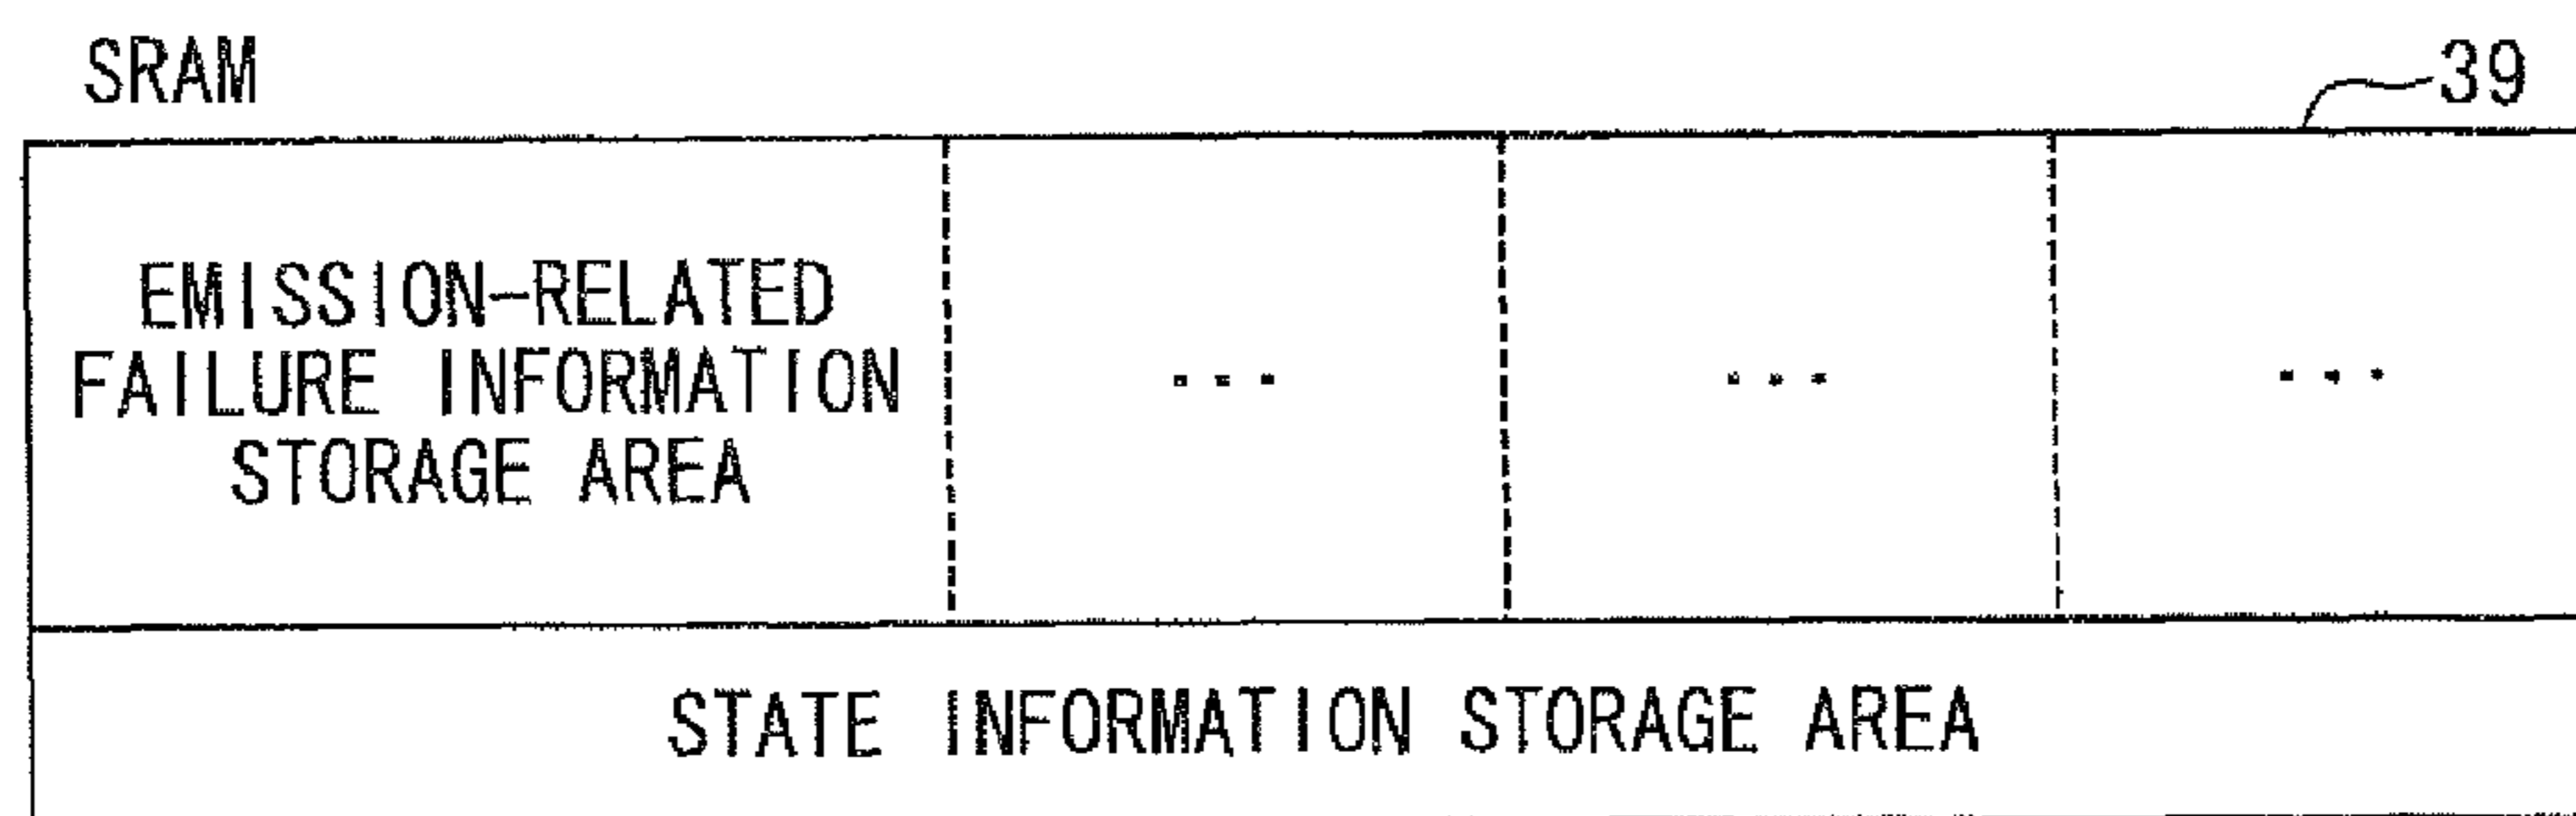 SRAM
39
EMISSION-RELATED
FAILURE INFORMATION
STORAGE AREA
... ... ...
STATE INFORMATION STORAGE AREA